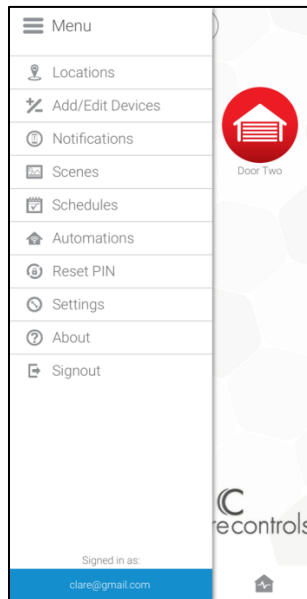 Menu
Locations
Add/Edit Devices
Notifications
Scenes
Schedules
Automations
Reset PIN
Settings
About
Signout
Door Two
econtrols
Signed in as:
clare@gmail.com